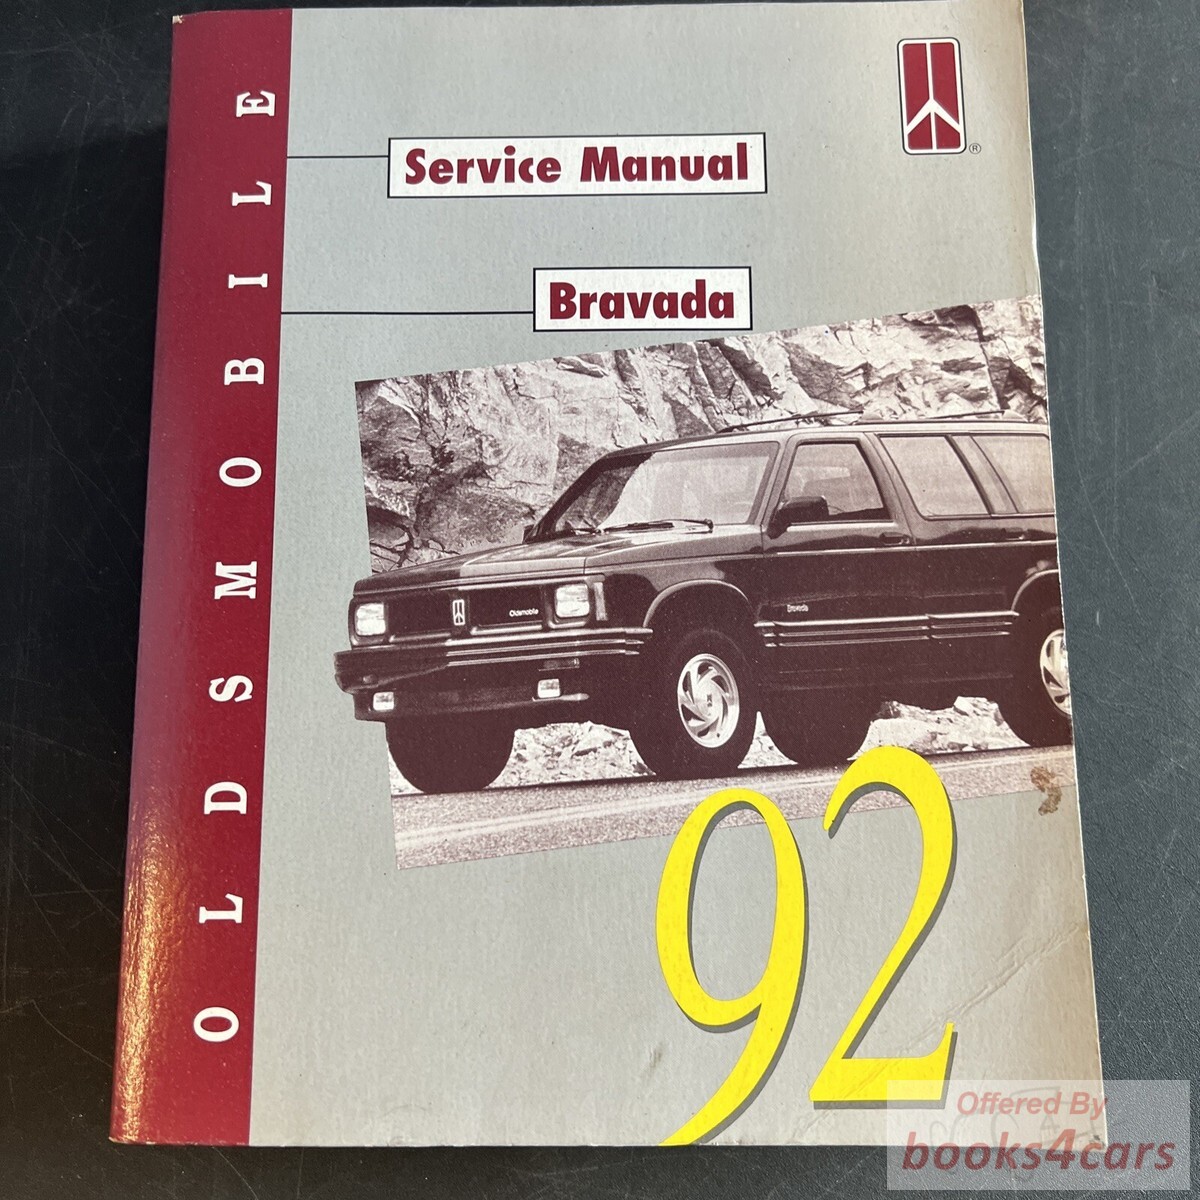 OLDSMOBILE
Service Manual
®
Bravada
Oldsmobile
Bravada
92
Offered By
books4cars